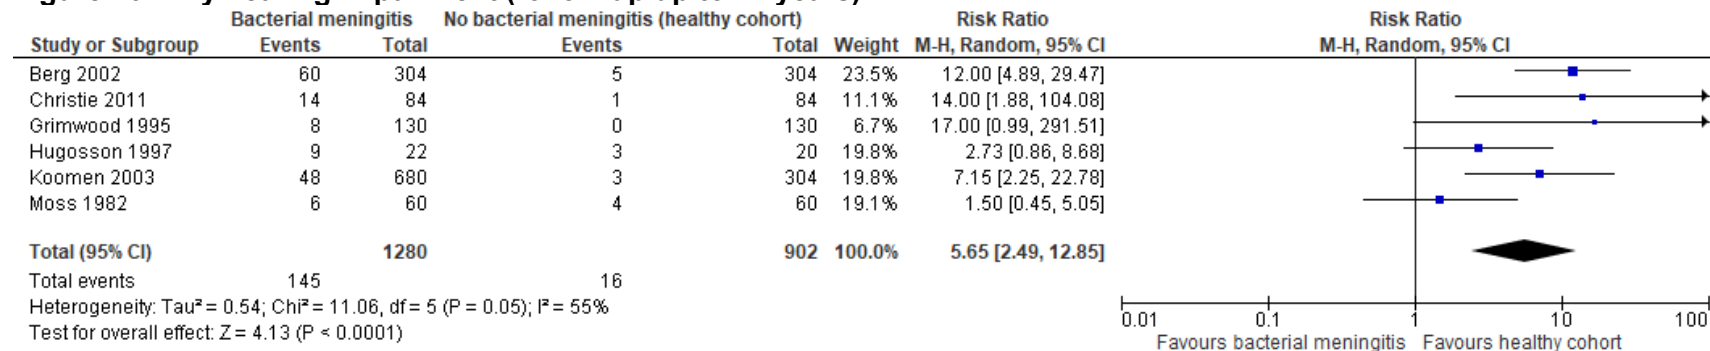 Bacterial meningitis No bacterial meningitis (healthy cohort) Risk Ratio Risk Ratio
Study or Subgroup Events Total Events Total Weight M-H, Random, 95% CI M-H, Random, 95% CI
Berg 2002 60 304 5 304 23.5% 12.00 [4.89, 29.47]
Christie 2011 14 84 1 84 11.1% 14.00 [1.88, 104.08]
Grimwood 1995 8 130 0 130 6.7% 17.00 [0.99, 291.51]
Hugosson 1997 9 22 3 20 19.8% 2.73 [0.86, 8.68]
Koomen 2003 48 680 3 304 19.8% 7.15 [2.25, 22.78]
Moss 1982 6 60 4 60 19.1% 1.50 [0.45, 5.05]
Total (95% CI) 1280 902 100.0% 5.65 [2.49, 12.85]
Total events 145 16
Heterogeneity: Tau² = 0.54; Chi² = 11.06, df = 5 (P = 0.05); I² = 55%
Test for overall effect: Z = 4.13 (P < 0.0001)
0.01 0.1 1 10 100
Favours bacterial meningitis Favours healthy cohort